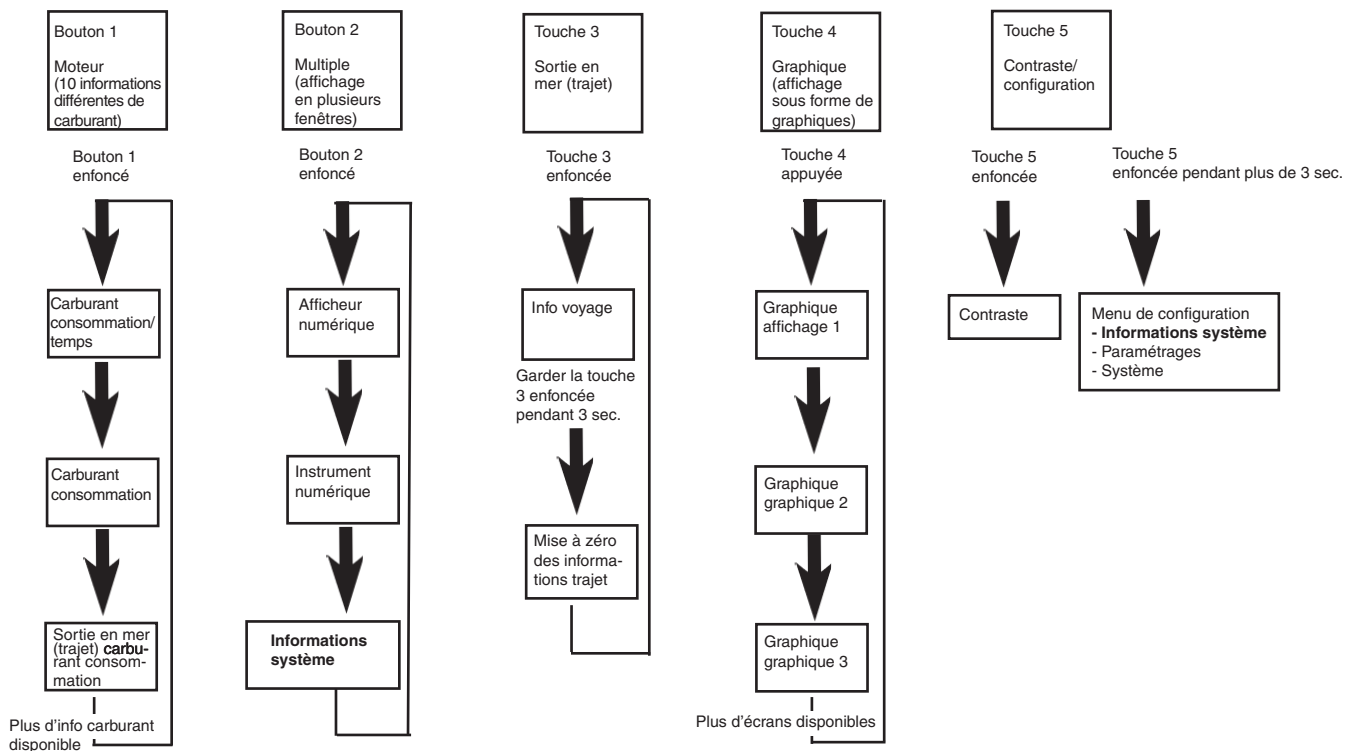 Bouton 1
Moteur
(10 informations
différentes de
carburant)
Bouton 1
enfoncé
Carburant
consommation/
temps
Carburant
consommation
Sortie en mer
(trajet) carbu-
rant consom-
mation
Plus d'info carburant
disponible
Bouton 2
Multiple
(affichage
en plusieurs
fenêtres)
Bouton 2
enfoncé
Afficheur
numérique
Instrument
numérique
Informations
système
Touche 3
Sortie en
mer (trajet)
Touche 3
enfoncée
Info voyage
Garder la touche
3 enfoncée
pendant 3 sec.
Mise à zéro
des informa-
tions trajet
Touche 4
Graphique
(affichage
sous forme de
graphiques)
Touche 4
appuyée
Graphique
affichage 1
Graphique
graphique 2
Graphique
graphique 3
Plus d'écrans disponibles
Touche 5
Contraste/
configuration
Touche 5
enfoncée
Contraste
Touche 5
enfoncée pendant plus de 3 sec.
Menu de configuration
- Informations système
- Paramétrages
- Système